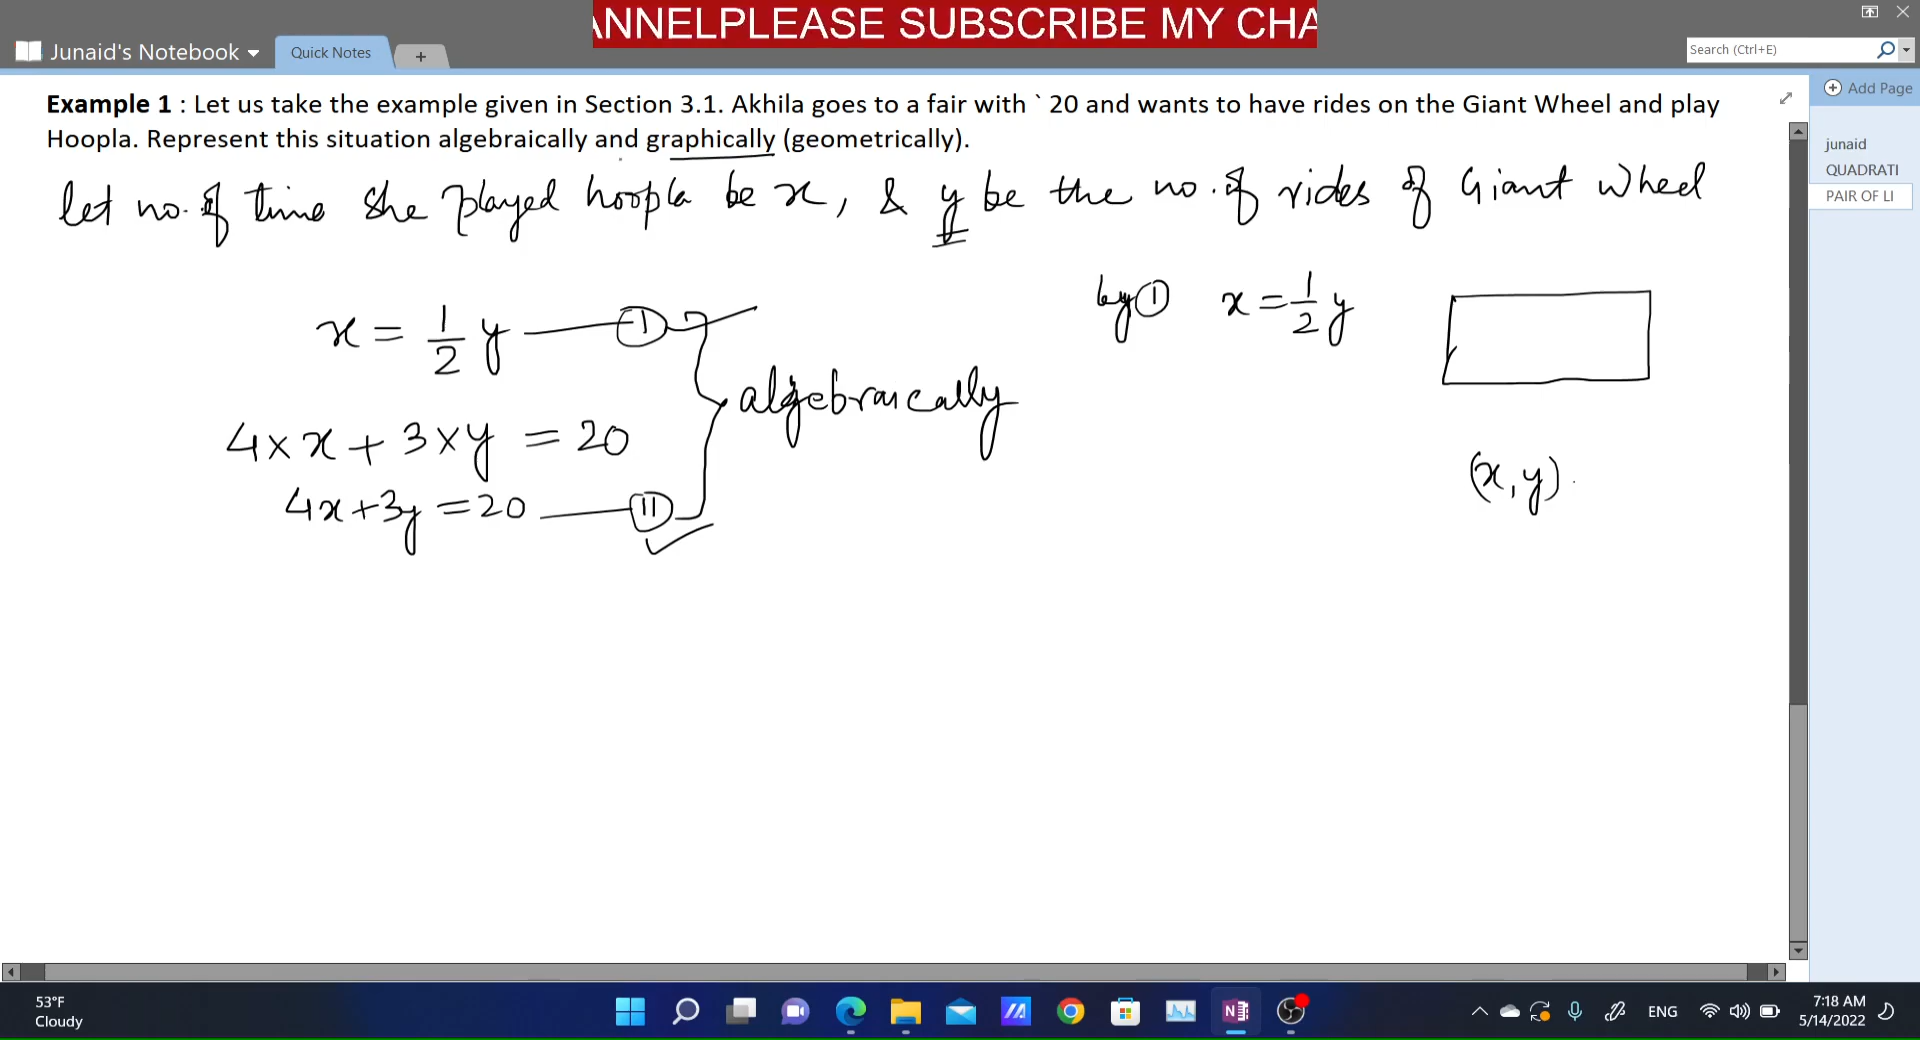 ANNELPLEASE SUBSCRIBE MY CHA
Junaid's Notebook
Quick Notes
+
Search (Ctrl+E)
Add Page
junaid
QUADRATI
PAIR OF LI
Example 1 : Let us take the example given in Section 3.1. Akhila goes to a fair with ` 20 and wants to have rides on the Giant Wheel and play
Hoopla. Represent this situation algebraically and graphically (geometrically).
let no. of time she played hoopla be x, & y be the no. of rides of Giant Wheel
x = 1/2 y — (I)
by (I) x = 1/2 y
algebraically
4 × x + 3 × y = 20
4x + 3y = 20 — (II)
(x, y)
53°F
Cloudy
ENG
7:18 AM
5/14/2022